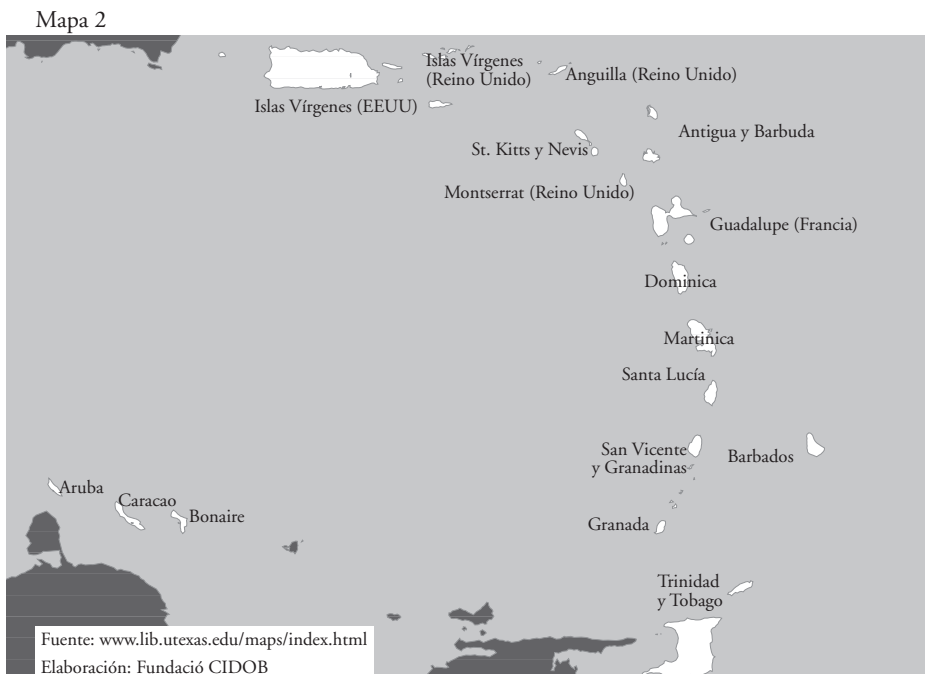 Mapa 2
Islas Vírgenes
(Reino Unido)
Anguilla (Reino Unido)
Islas Vírgenes (EEUU)
Antigua y Barbuda
St. Kitts y Nevis
Montserrat (Reino Unido)
Guadalupe (Francia)
Dominica
Martinica
Santa Lucía
San Vicente
y Granadinas
Barbados
Aruba
Caracao
Bonaire
Granada
Trinidad
y Tobago
Fuente: www.lib.utexas.edu/maps/index.html
Elaboración: Fundació CIDOB